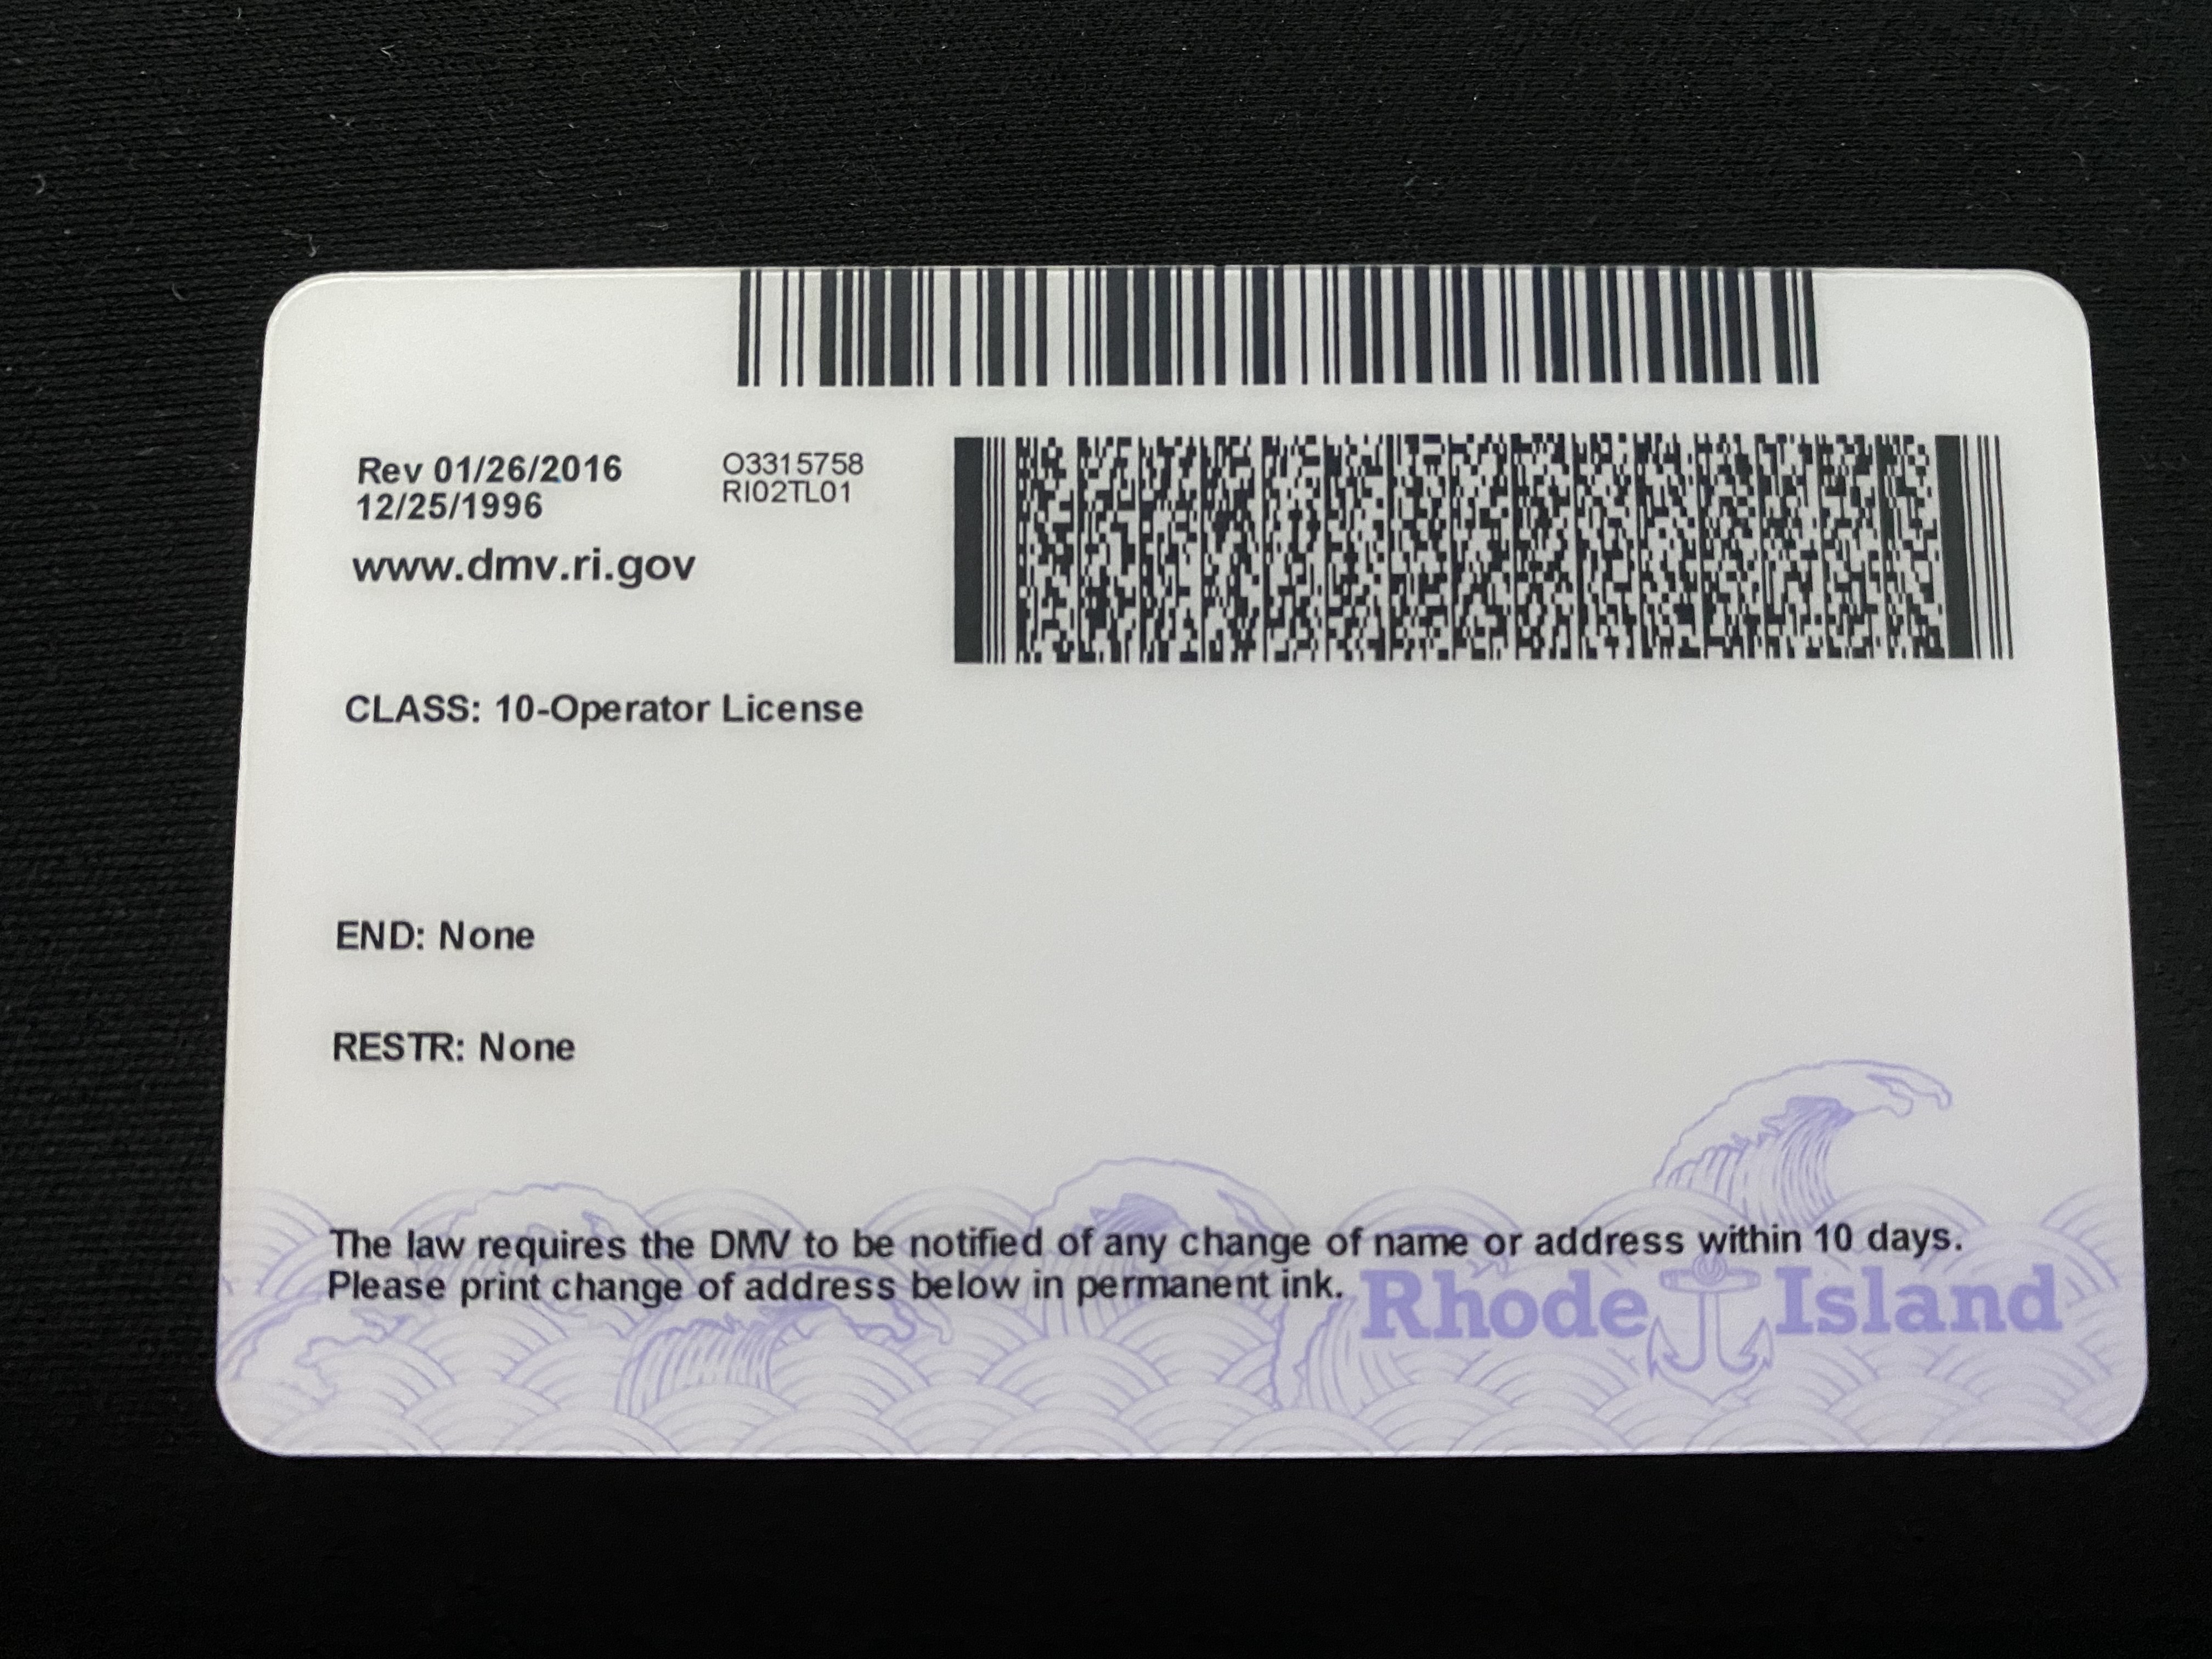 Rev 01/26/2016
12/25/1996
O3315758
RI02TL01
www.dmv.ri.gov
CLASS: 10-Operator License
END: None
RESTR: None
The law requires the DMV to be notified of any change of name or address within 10 days.
Please print change of address below in permanent ink.
Rhode Island